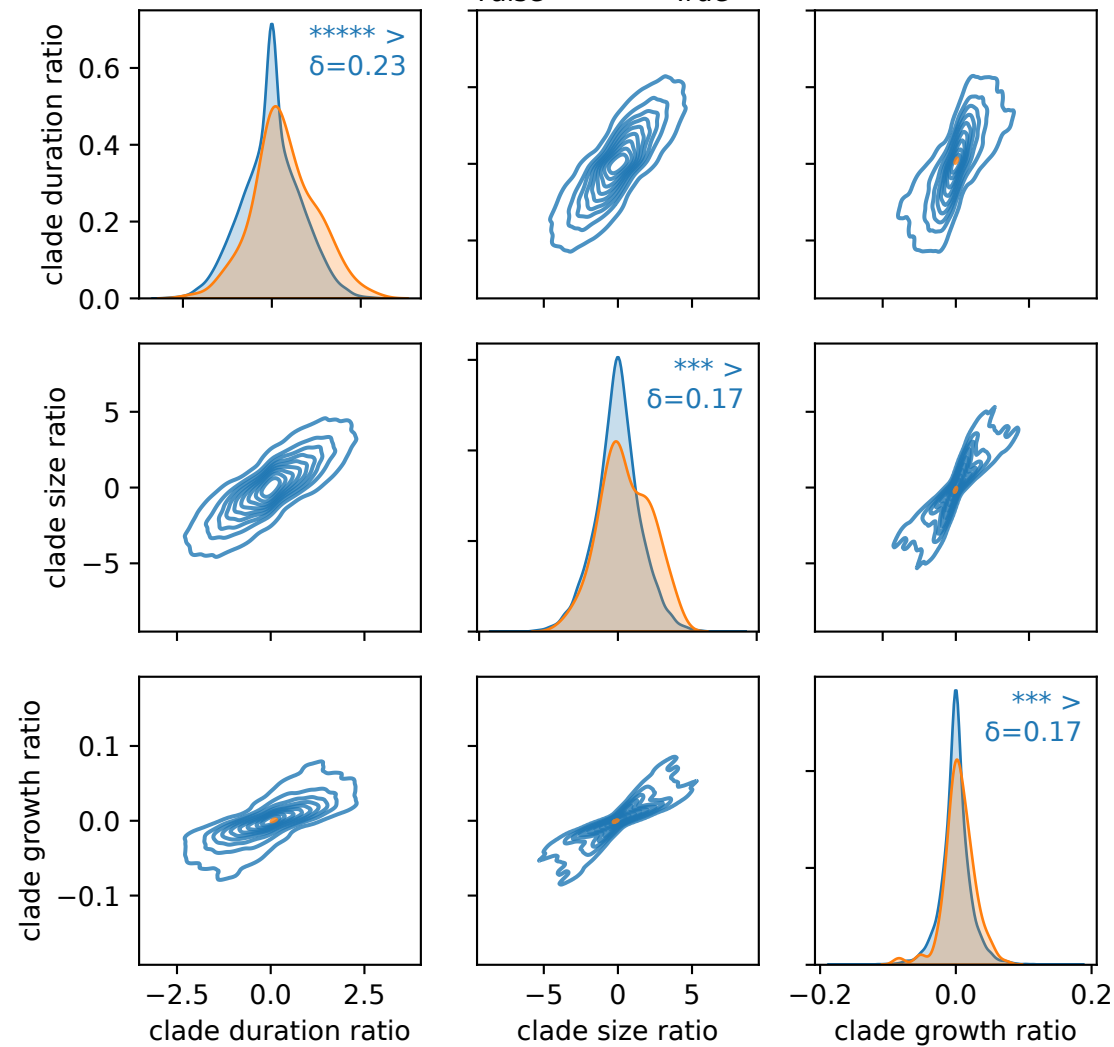 True
clade duration ratio
0.6
0.4
0.2
0.0
***** >
δ=0.23
clade size ratio
5
0
−5
*** >
δ=0.17
clade growth ratio
0.1
0.0
−0.1
*** >
δ=0.17
−2.5 0.0 2.5
clade duration ratio
−5 0 5
clade size ratio
−0.2 0.0 0.2
clade growth ratio